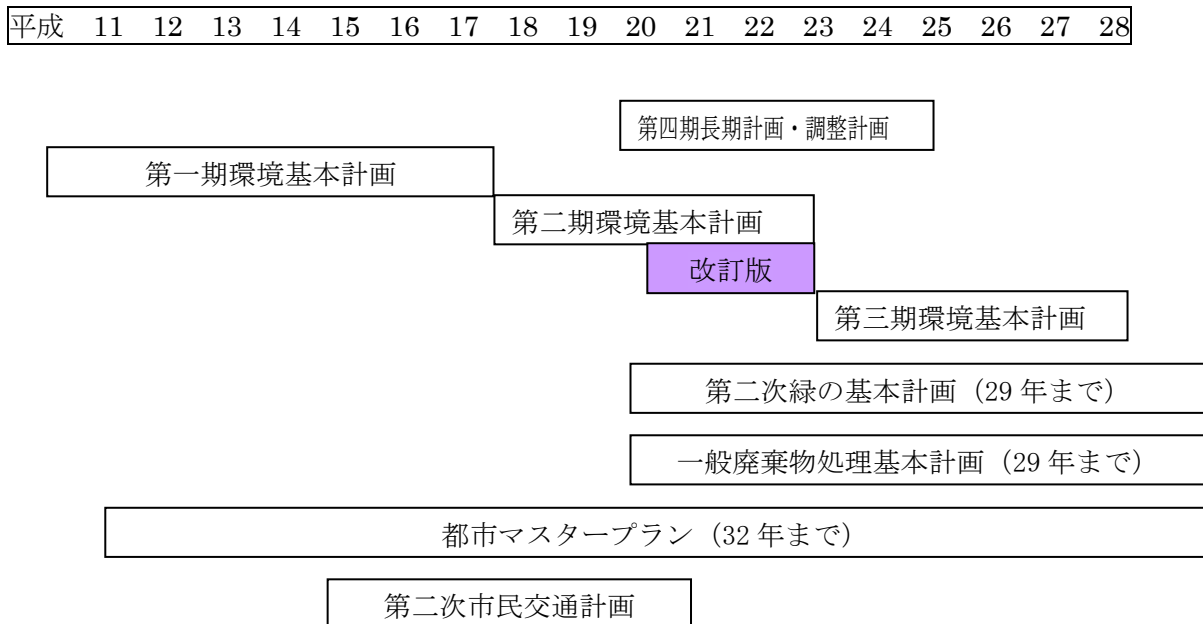 平成 11 12 13 14 15 16 17 18 19 20 21 22 23 24 25 26 27 28
第四期長期計画・調整計画
第一期環境基本計画
第二期環境基本計画
改訂版
第三期環境基本計画
第二次緑の基本計画（29 年まで）
一般廃棄物処理基本計画（29 年まで）
都市マスタープラン（32 年まで）
第二次市民交通計画